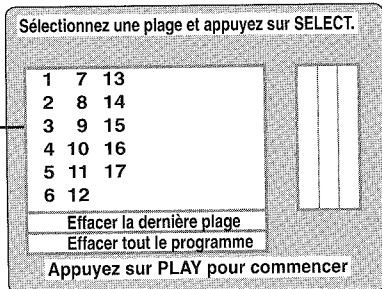 Sélectionnez une plage et appuyez sur SELECT.
1 7 13
2 8 14
3 9 15
4 10 16
5 11 17
6 12
Effacer la dernière plage
Effacer tout le programme
Appuyez sur PLAY pour commencer